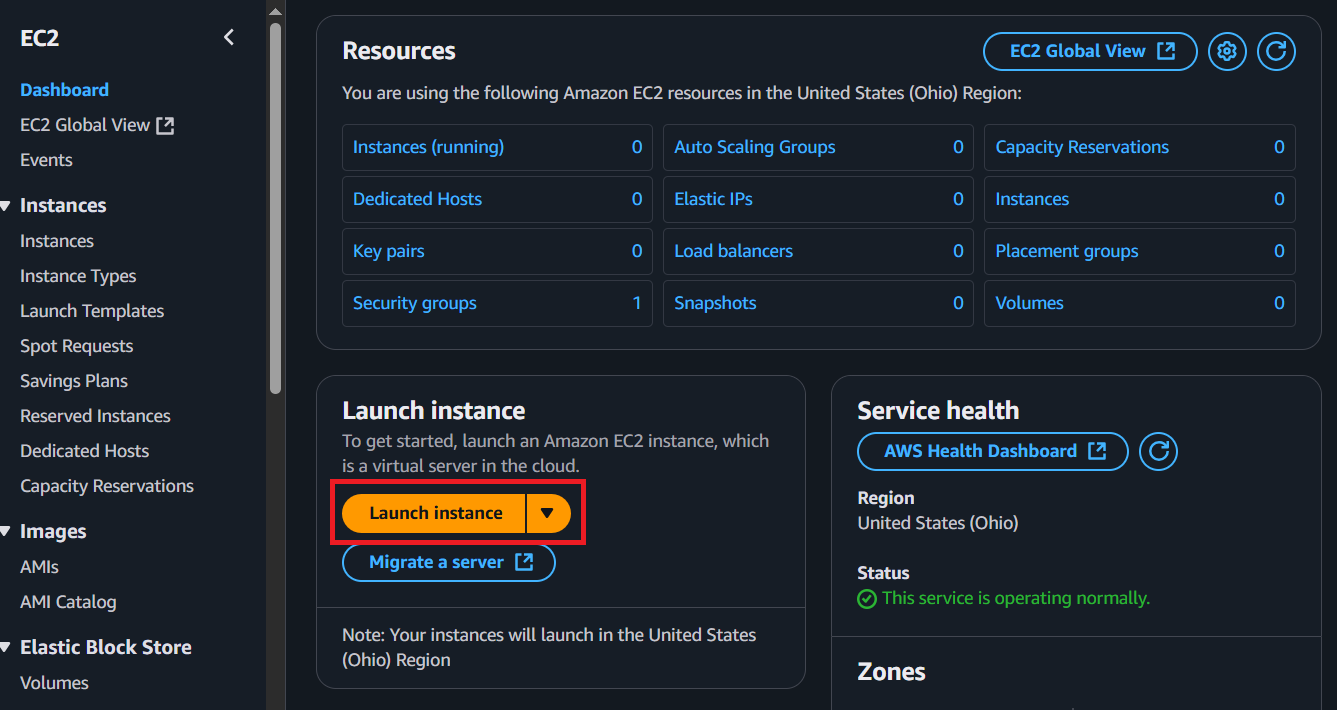 EC2
Dashboard
EC2 Global View
Events
Instances
Instances
Instance Types
Launch Templates
Spot Requests
Savings Plans
Reserved Instances
Dedicated Hosts
Capacity Reservations
Images
AMIs
AMI Catalog
Elastic Block Store
Volumes
Resources
EC2 Global View
You are using the following Amazon EC2 resources in the United States (Ohio) Region:
Instances (running) 0
Auto Scaling Groups 0
Capacity Reservations 0
Dedicated Hosts 0
Elastic IPs 0
Instances 0
Key pairs 0
Load balancers 0
Placement groups 0
Security groups 1
Snapshots 0
Volumes 0
Launch instance
To get started, launch an Amazon EC2 instance, which
is a virtual server in the cloud.
Launch instance
Migrate a server
Note: Your instances will launch in the United States
(Ohio) Region
Service health
AWS Health Dashboard
Region
United States (Ohio)
Status
This service is operating normally.
Zones